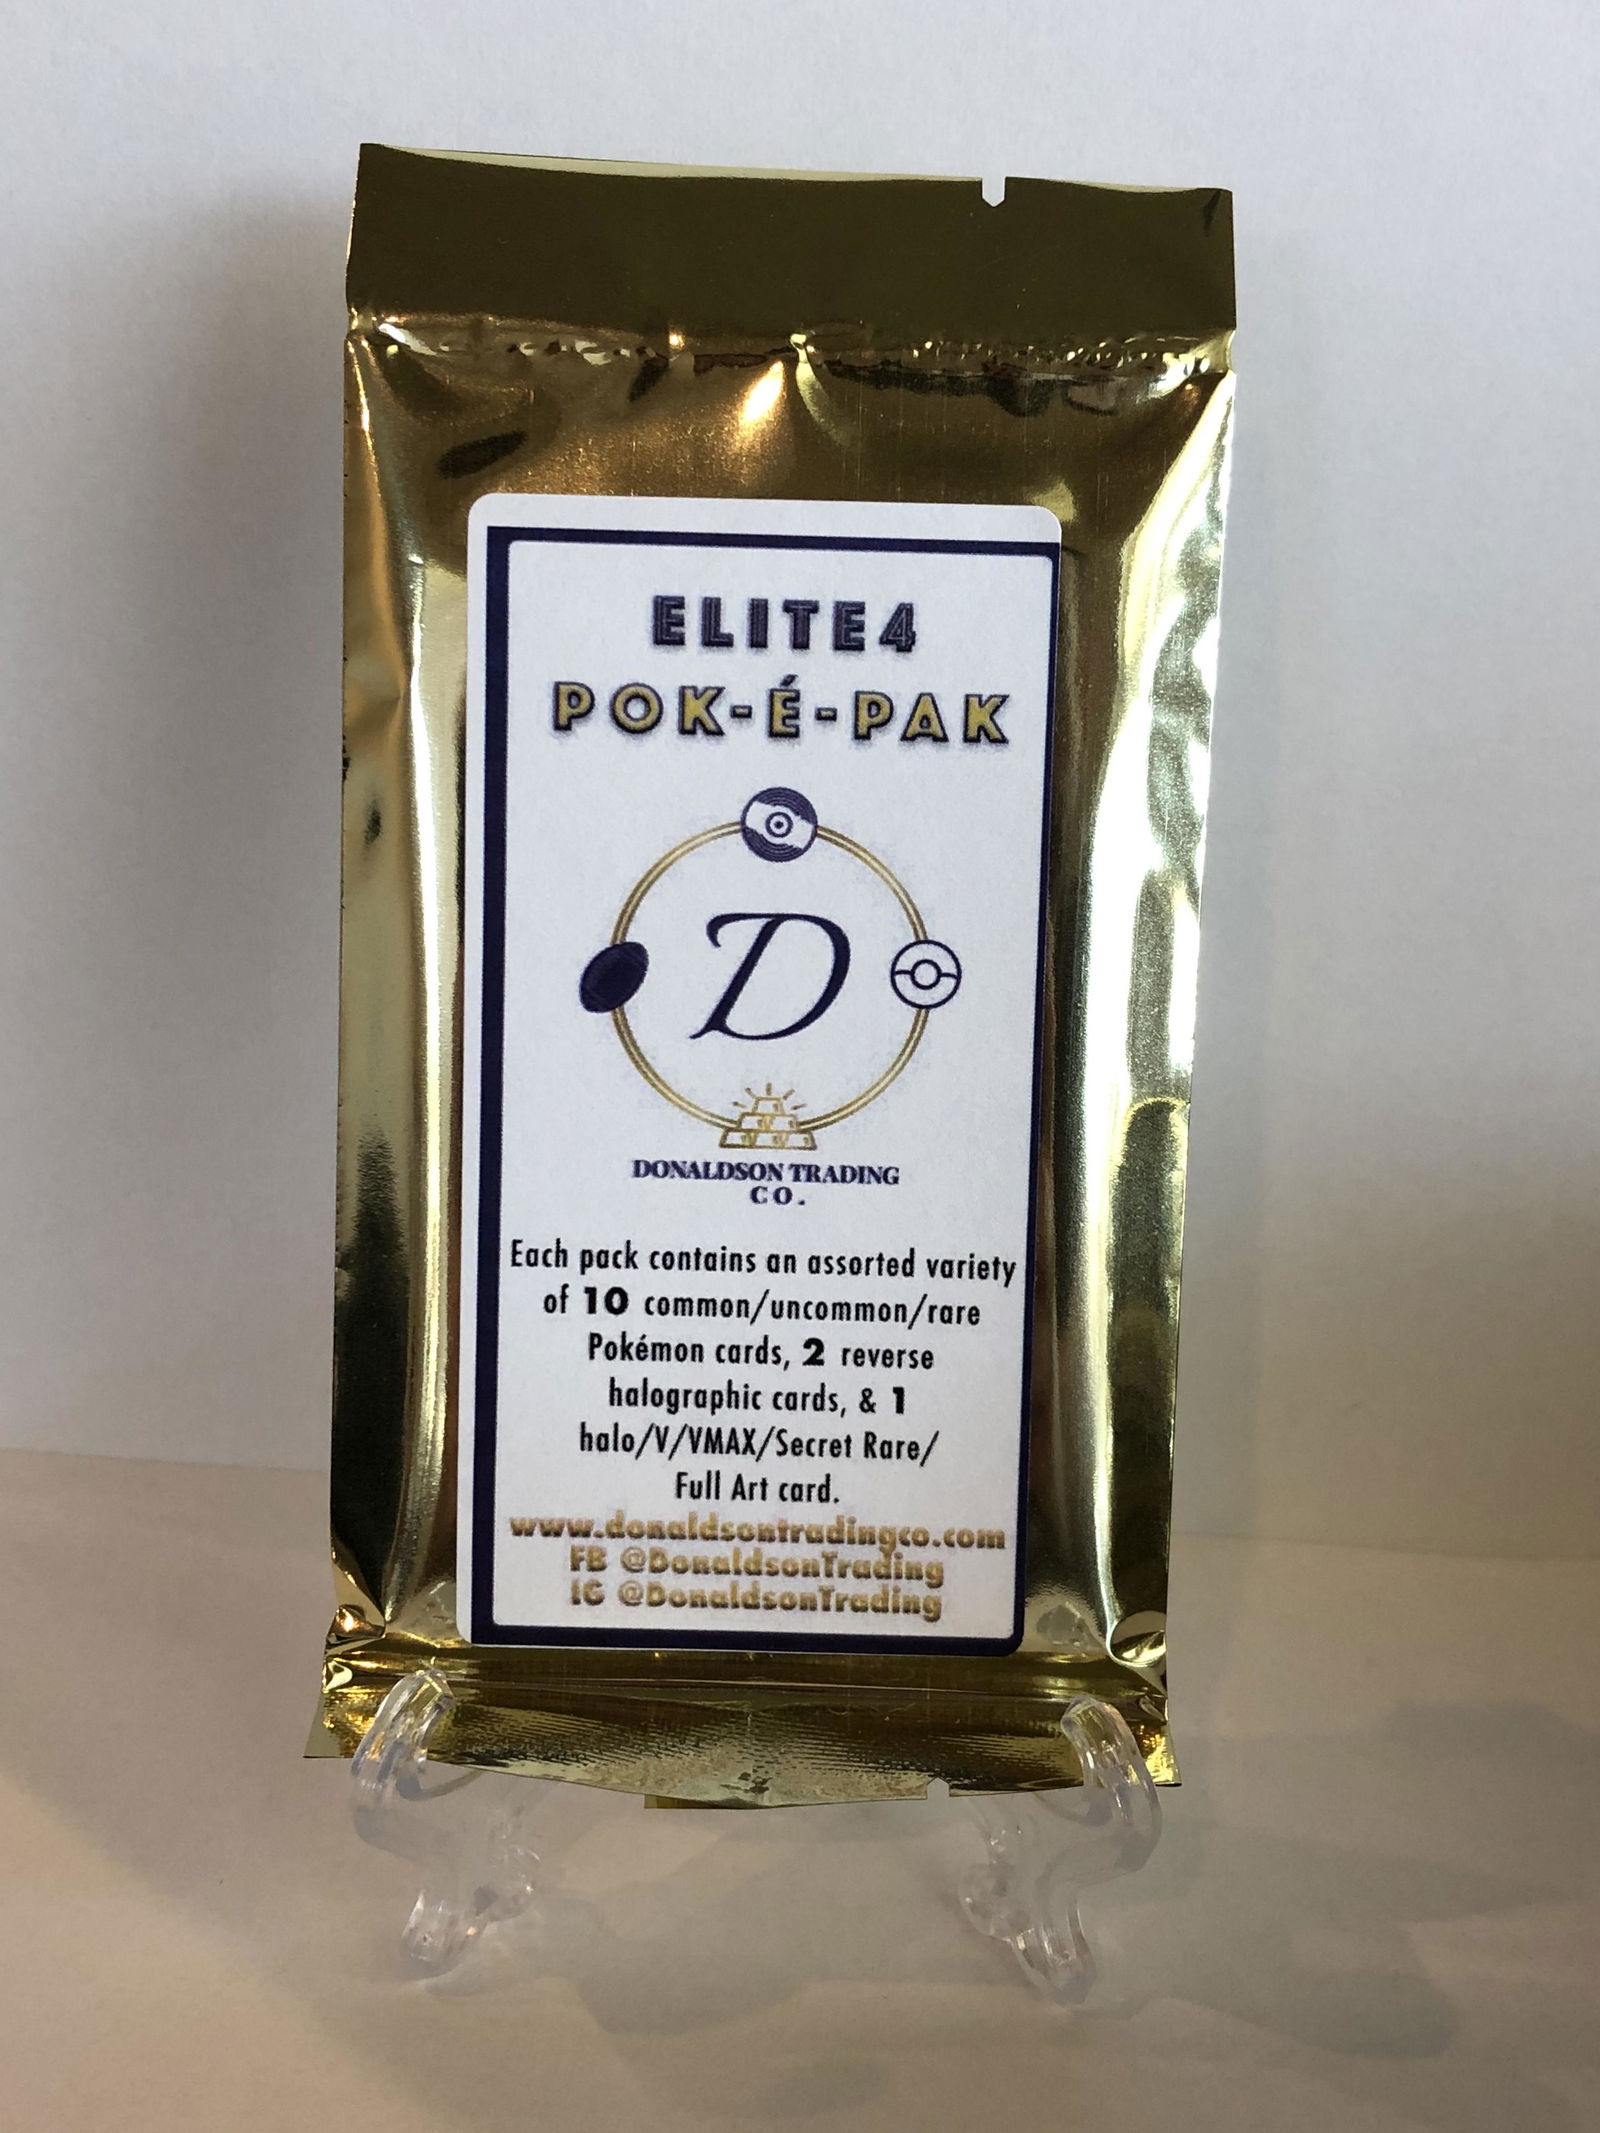 ELITE4
POK-É-PAK
D
DONALDSON TRADING
CO.
Each pack contains an assorted variety
of 10 common/uncommon/rare
Pokémon cards, 2 reverse
halographic cards, & 1
halo/V/VMAX/Secret Rare/
Full Art card.
www.donaldsontradingco.com
FB @DonaldsonTrading
IG @DonaldsonTrading